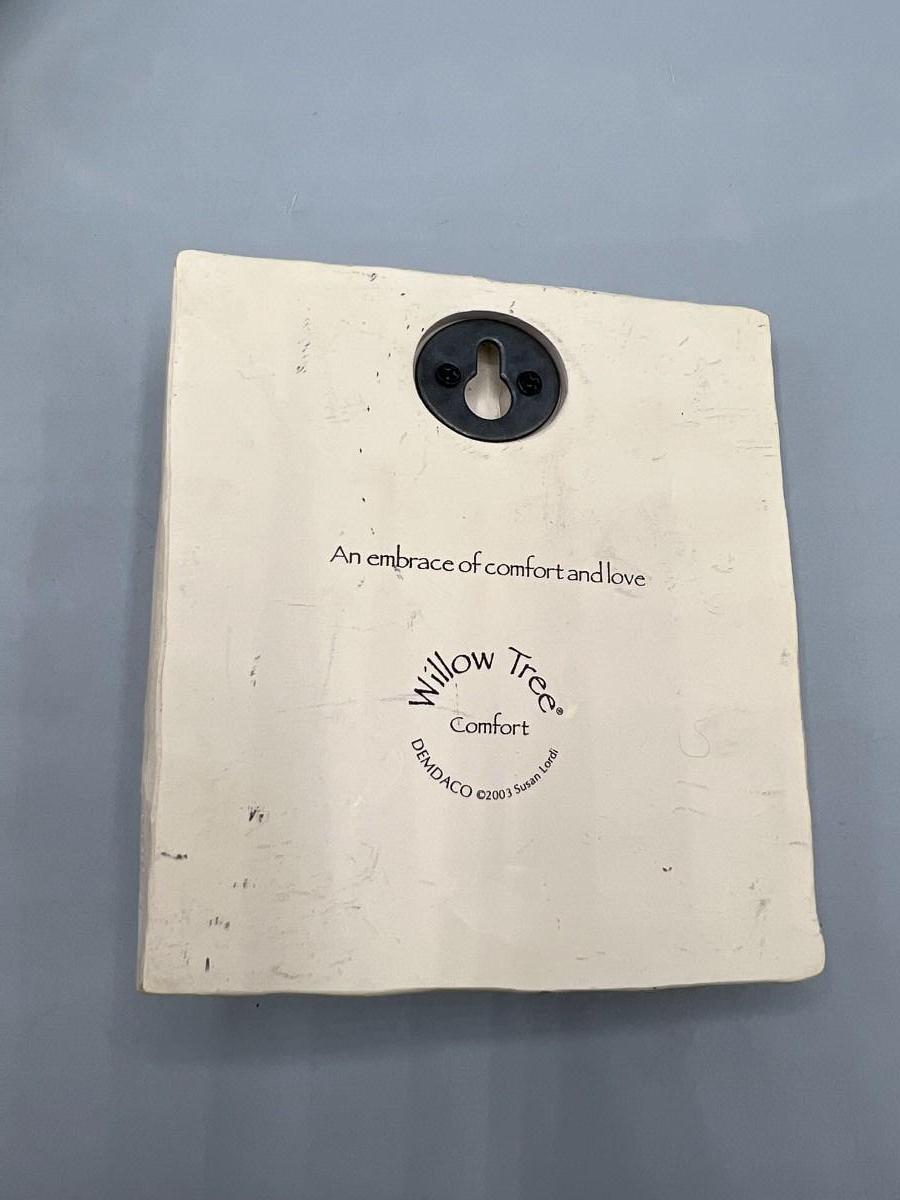 An embrace of comfort and love
Willow Tree®
Comfort
DEMDACO ©2003 Susan Lordi